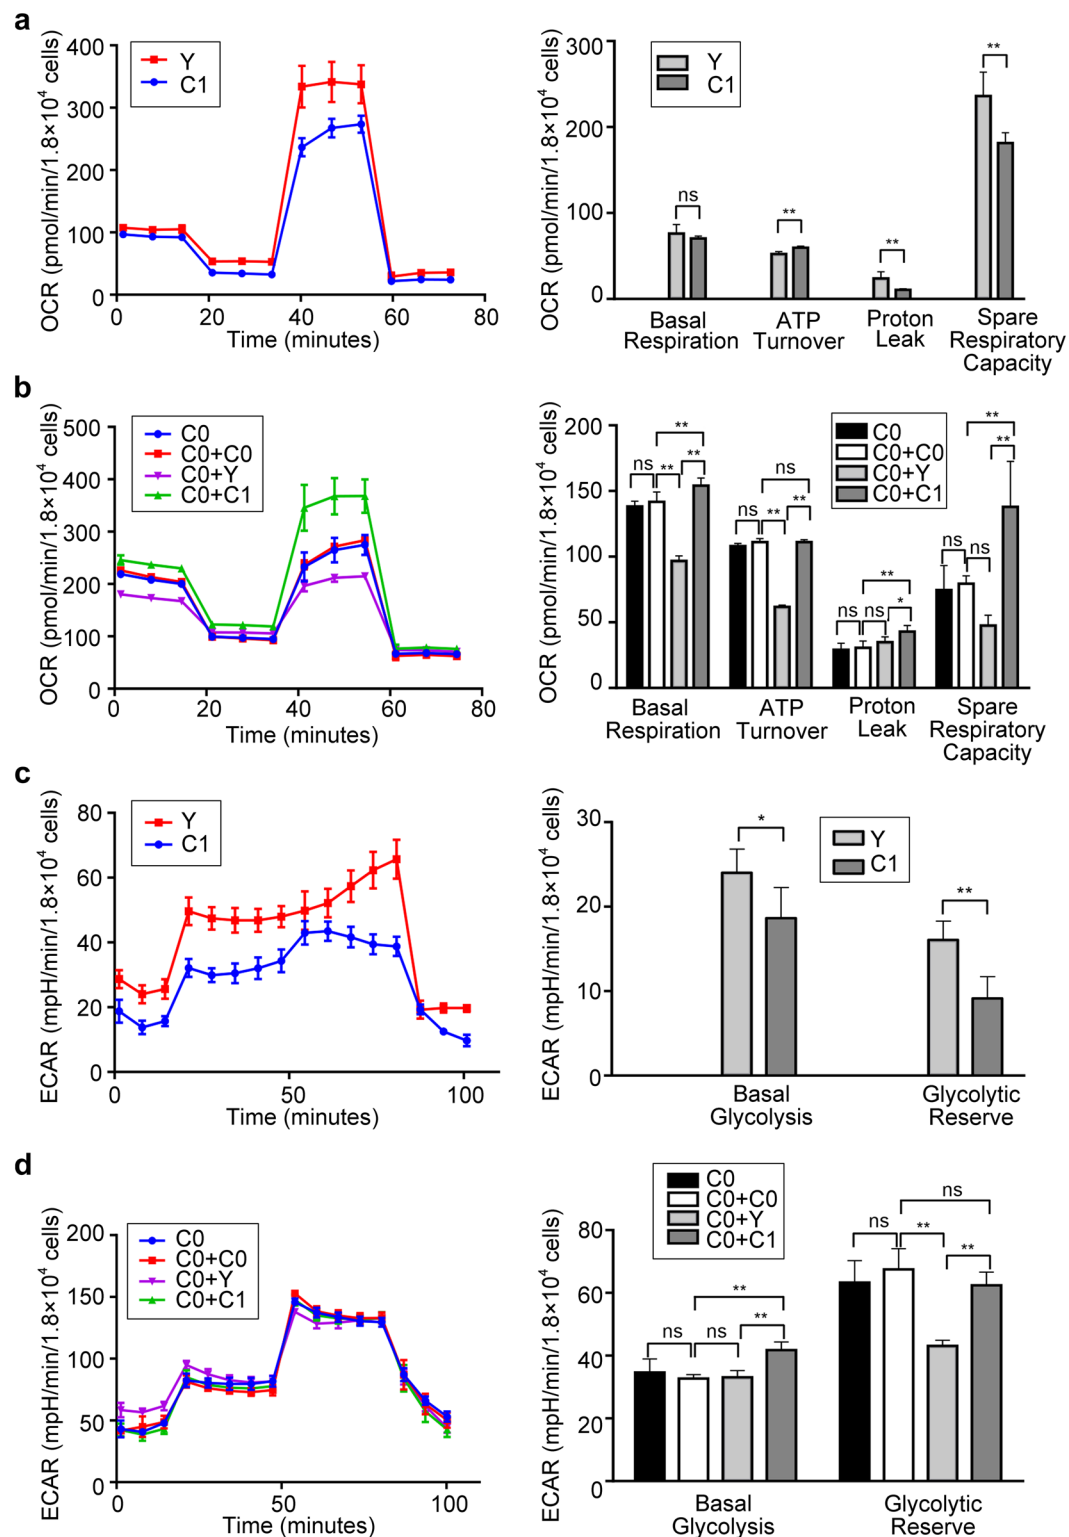 a
OCR (pmol/min/1.8×10⁴ cells)
400
300
200
100
0
Y
C1
0 20 40 60 80
Time (minutes)
OCR (pmol/min/1.8×10⁴ cells)
300
200
100
0
Y
C1
ns
**
**
**
Basal
Respiration
ATP
Turnover
Proton
Leak
Spare
Respiratory
Capacity
b
OCR (pmol/min/1.8×10⁴ cells)
500
400
300
200
100
0
C0
C0+C0
C0+Y
C0+C1
0 20 40 60 80
Time (minutes)
OCR (pmol/min/1.8×10⁴ cells)
200
150
100
50
0
C0
C0+C0
C0+Y
C0+C1
**
ns ** **
ns
ns ** **
**
ns ns *
**
**
ns ns
Basal
Respiration
ATP
Turnover
Proton
Leak
Spare
Respiratory
Capacity
c
ECAR (mpH/min/1.8×10⁴ cells)
80
60
40
20
0
Y
C1
0 50 100
Time (minutes)
ECAR (mpH/min/1.8×10⁴ cells)
30
20
10
0
Y
C1
*
**
Basal
Glycolysis
Glycolytic
Reserve
d
ECAR (mpH/min/1.8×10⁴ cells)
200
150
100
50
0
C0
C0+C0
C0+Y
C0+C1
0 50 100
Time (minutes)
ECAR (mpH/min/1.8×10⁴ cells)
80
60
40
20
0
C0
C0+C0
C0+Y
C0+C1
**
ns ns **
ns
ns ** **
Basal
Glycolysis
Glycolytic
Reserve